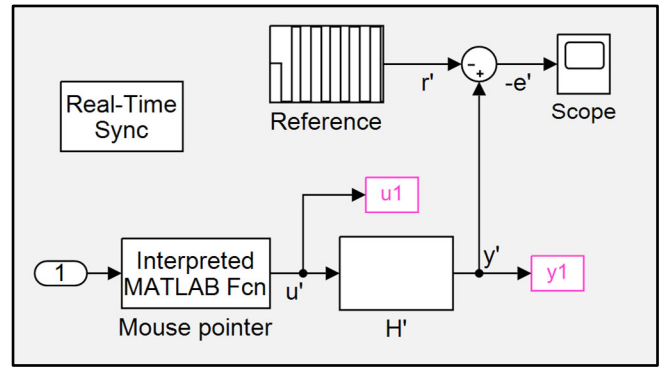 r'
-
+
-e'
Scope
Reference
Real-Time
Sync
u1
1
Interpreted
MATLAB Fcn
u'
y'
y1
Mouse pointer
H'